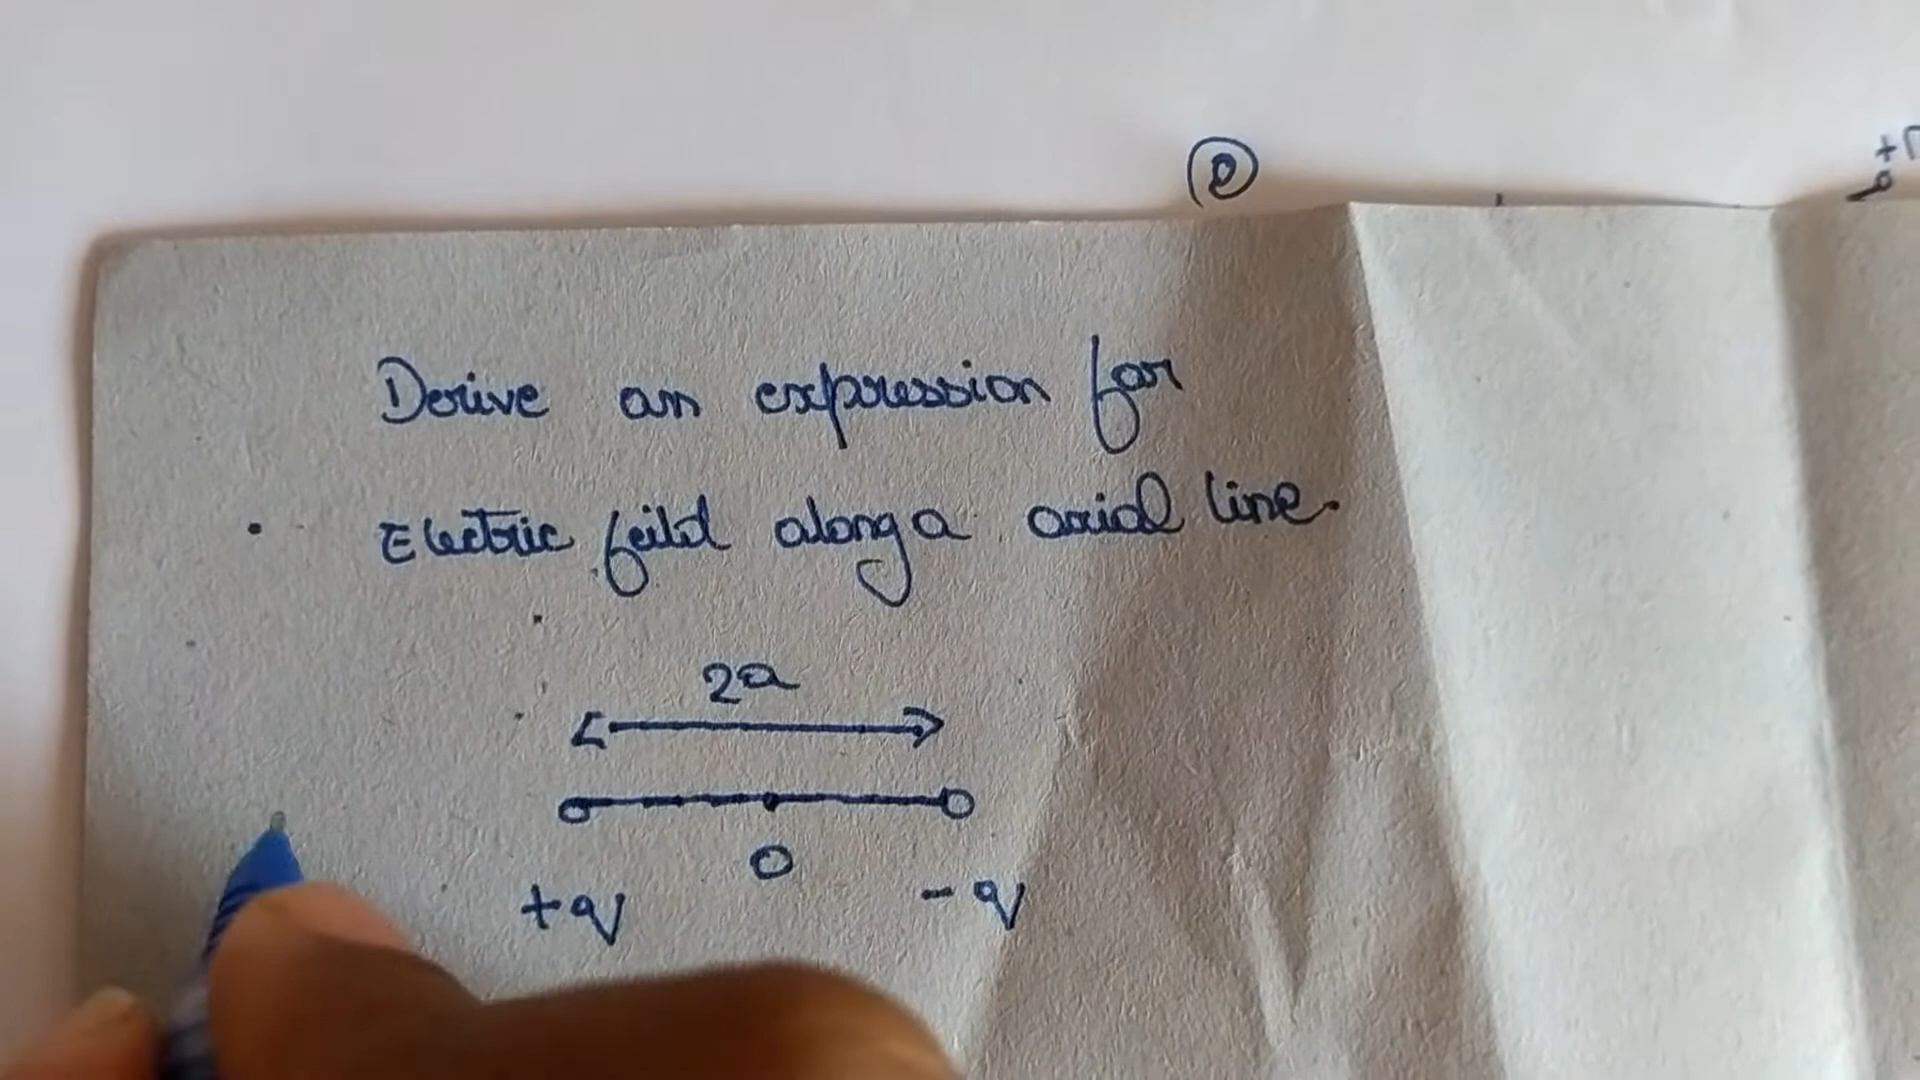 Derive an expression for
Electric feild along a axial line.
2a
O
+q -q